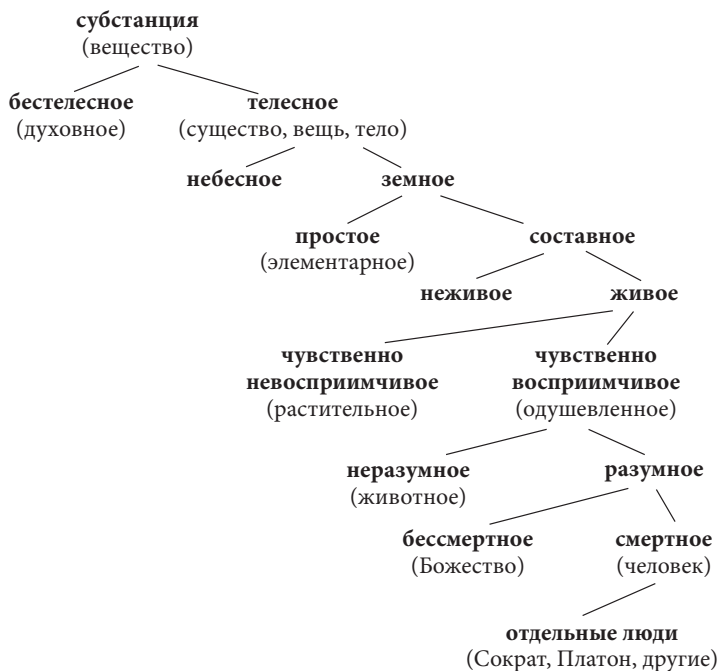 субстанция
(вещество)
бестелесное телесное
(духовное) (существо, вещь, тело)
небесное земное
простое составное
(элементарное)
неживое живое
чувственно чувственно
невосприимчивое восприимчивое
(растительное) (одушевленное)
неразумное разумное
(животное)
бессмертное смертное
(Божество) (человек)
отдельные люди
(Сократ, Платон, другие)